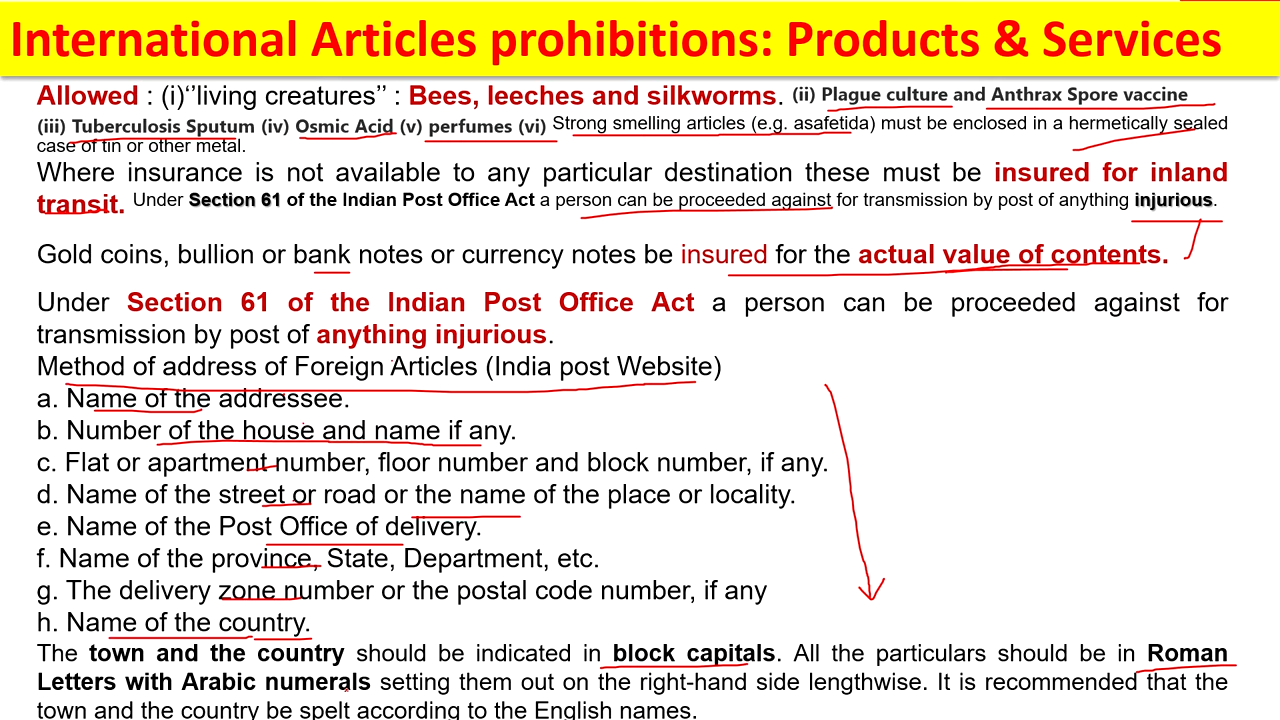 International Articles prohibitions: Products & Services
Allowed : (i)‘’living creatures’’ : Bees, leeches and silkworms. (ii) Plague culture and Anthrax Spore vaccine
(iii) Tuberculosis Sputum (iv) Osmic Acid (v) perfumes (vi) Strong smelling articles (e.g. asafetida) must be enclosed in a hermetically sealed
case of tin or other metal.
Where insurance is not available to any particular destination these must be insured for inland
transit. Under Section 61 of the Indian Post Office Act a person can be proceeded against for transmission by post of anything injurious.
Gold coins, bullion or bank notes or currency notes be insured for the actual value of contents.
Under Section 61 of the Indian Post Office Act a person can be proceeded against for
transmission by post of anything injurious.
Method of address of Foreign Articles (India post Website)
a. Name of the addressee.
b. Number of the house and name if any.
c. Flat or apartment number, floor number and block number, if any.
d. Name of the street or road or the name of the place or locality.
e. Name of the Post Office of delivery.
f. Name of the province, State, Department, etc.
g. The delivery zone number or the postal code number, if any
h. Name of the country.
The town and the country should be indicated in block capitals. All the particulars should be in Roman
Letters with Arabic numerals setting them out on the right-hand side lengthwise. It is recommended that the
town and the country be spelt according to the English names.